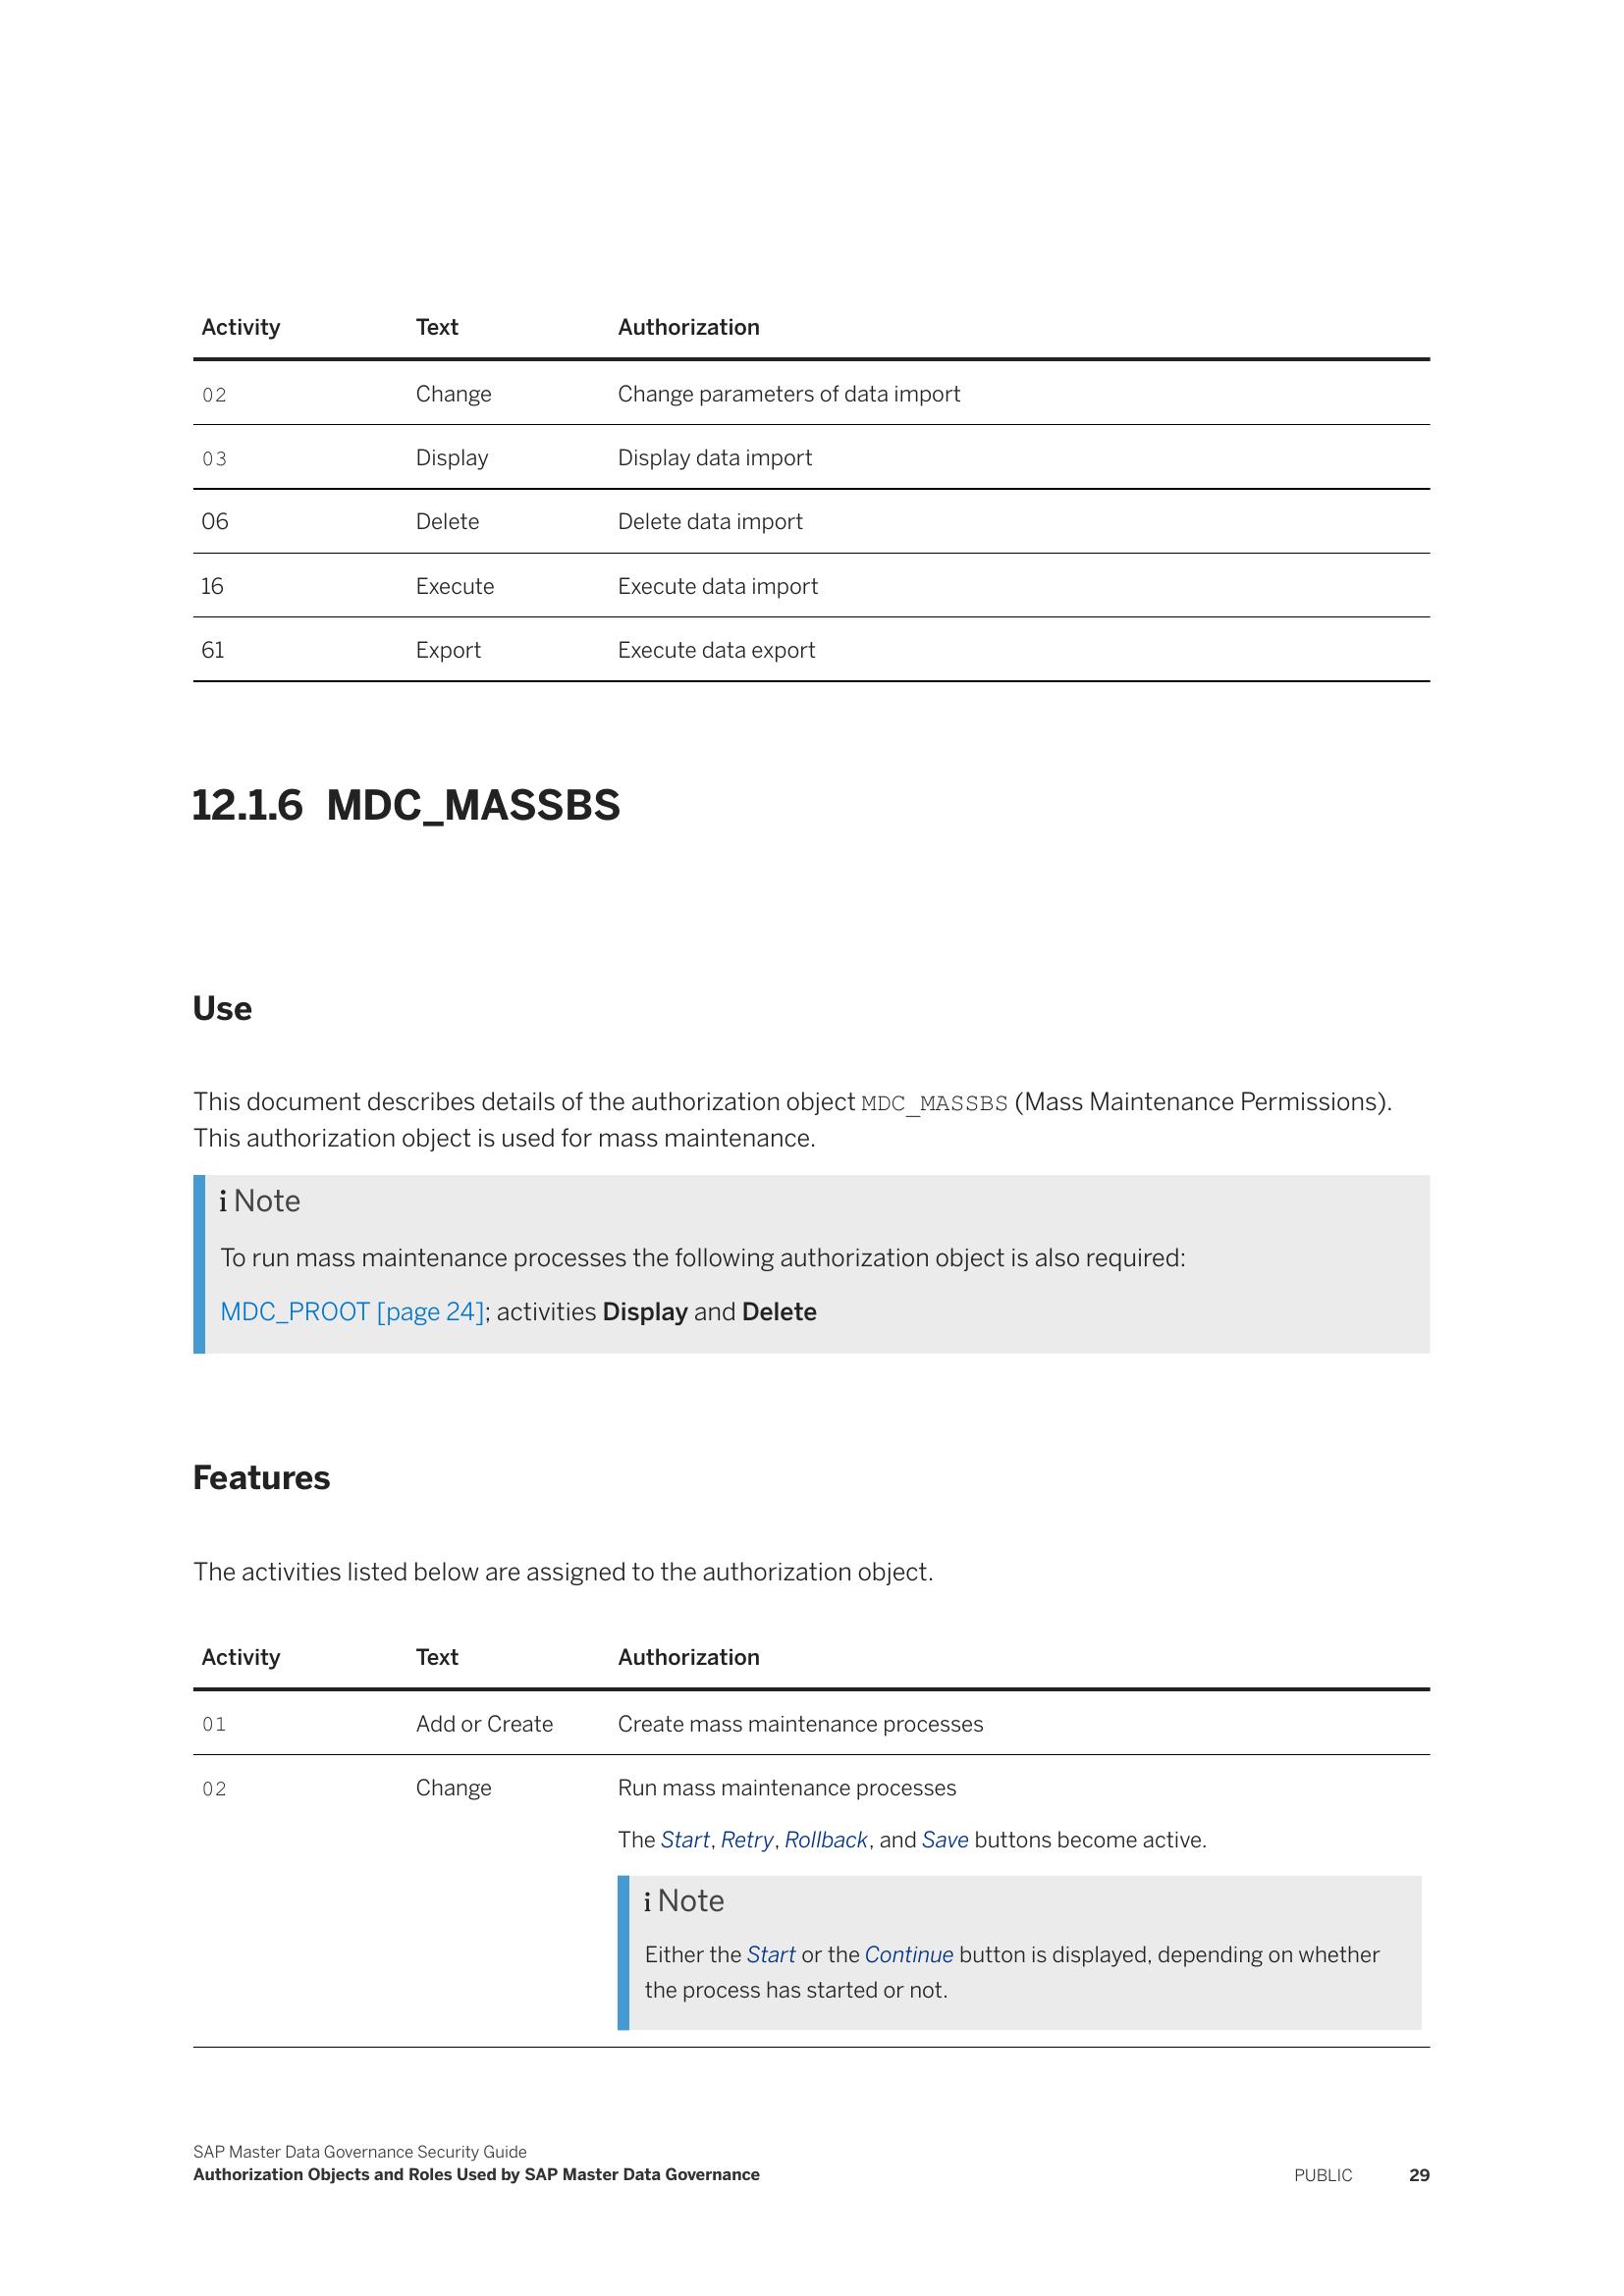 Activity Text Authorization
02 Change Change parameters of data import
03 Display Display data import
06 Delete Delete data import
16 Execute Execute data import
61 Export Execute data export
12.1.6 MDC_MASSBS
Use
This document describes details of the authorization object MDC_MASSBS (Mass Maintenance Permissions).
This authorization object is used for mass maintenance.
i Note
To run mass maintenance processes the following authorization object is also required:
MDC_PROOT [page 24]; activities Display and Delete
Features
The activities listed below are assigned to the authorization object.
Activity Text Authorization
01 Add or Create Create mass maintenance processes
02 Change Run mass maintenance processes
The Start, Retry, Rollback, and Save buttons become active.
i Note
Either the Start or the Continue button is displayed, depending on whether
the process has started or not.
SAP Master Data Governance Security Guide
Authorization Objects and Roles Used by SAP Master Data Governance PUBLIC 29